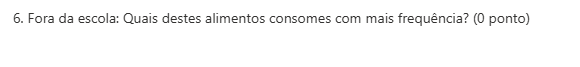 6. Fora da escola: Quais destes alimentos consomes com mais frequência? (0 ponto)